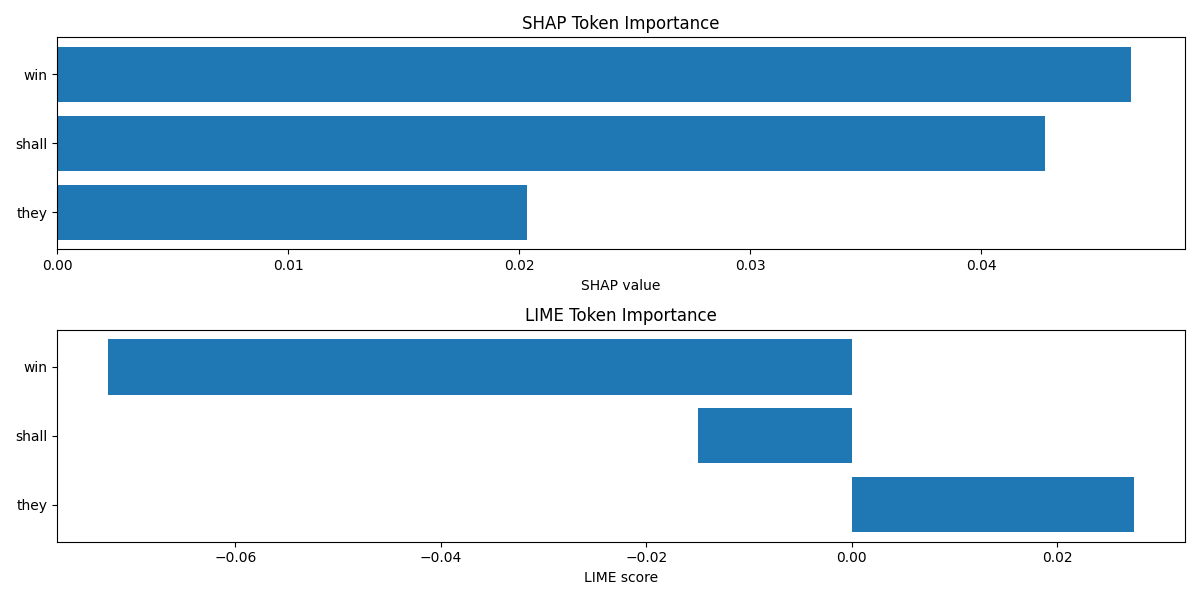 SHAP Token Importance
win
shall
they
0.00 0.01 0.02 0.03 0.04
SHAP value
LIME Token Importance
win
shall
they
−0.06 −0.04 −0.02 0.00 0.02
LIME score